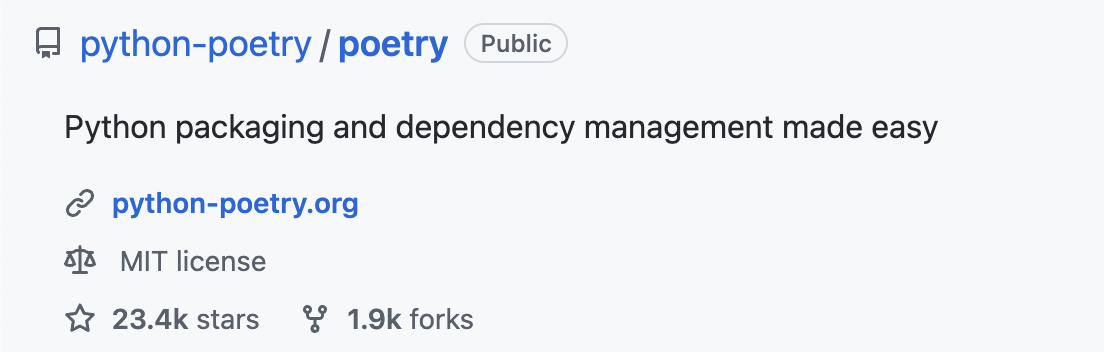 python-poetry / poetry Public
Python packaging and dependency management made easy
python-poetry.org
MIT license
23.4k stars 1.9k forks